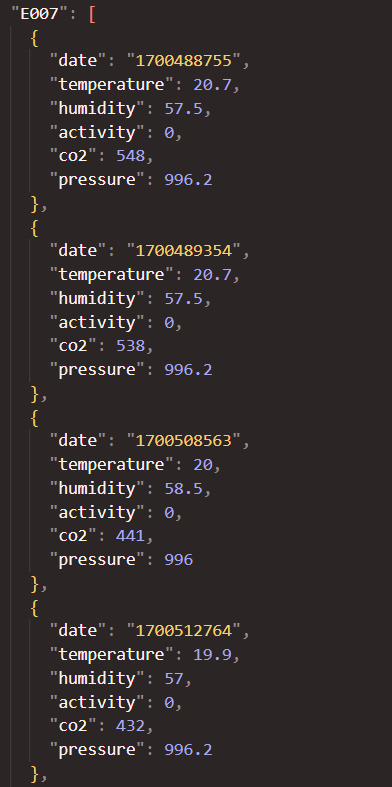 "E007": [
{
"date": "1700488755",
"temperature": 20.7,
"humidity": 57.5,
"activity": 0,
"co2": 548,
"pressure": 996.2
},
{
"date": "1700489354",
"temperature": 20.7,
"humidity": 57.5,
"activity": 0,
"co2": 538,
"pressure": 996.2
},
{
"date": "1700508563",
"temperature": 20,
"humidity": 58.5,
"activity": 0,
"co2": 441,
"pressure": 996
},
{
"date": "1700512764",
"temperature": 19.9,
"humidity": 57,
"activity": 0,
"co2": 432,
"pressure": 996.2
},